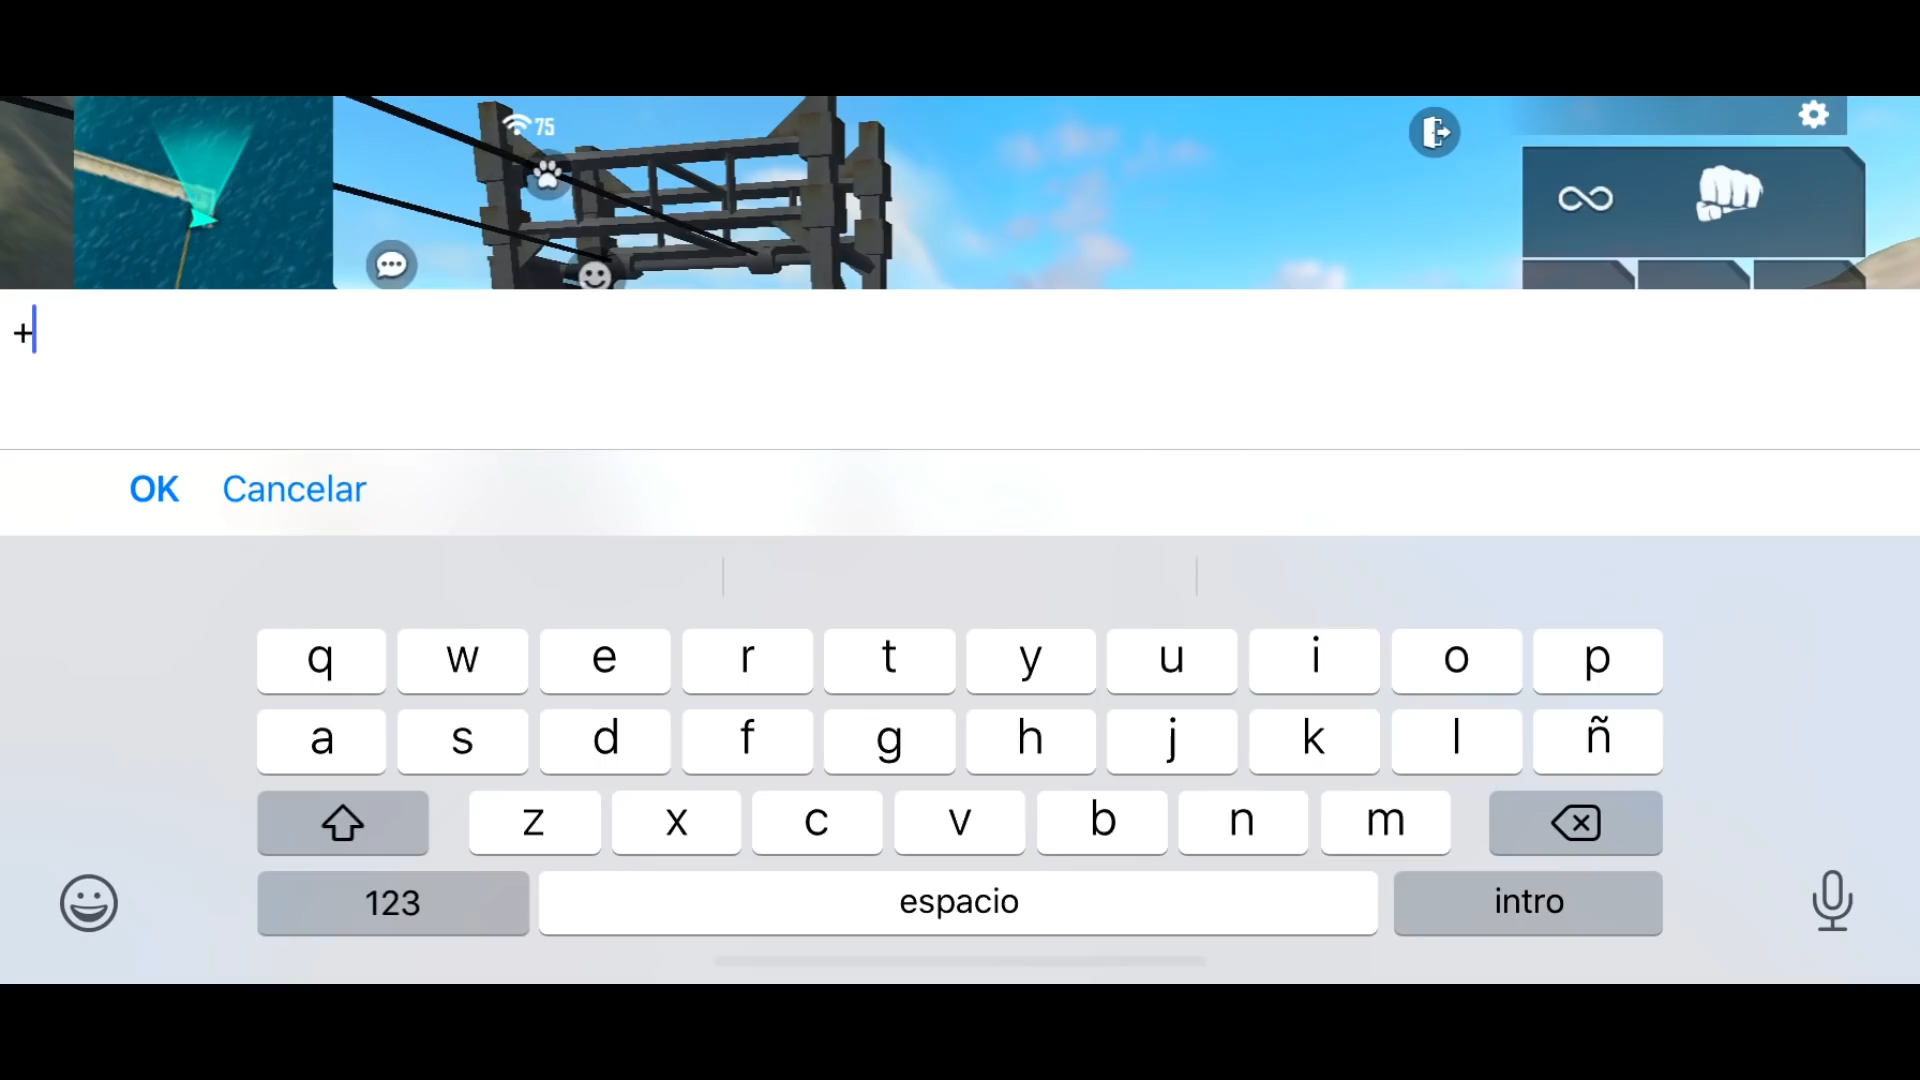 75
+
OK Cancelar
q w e r t y u i o p
a s d f g h j k l ñ
z x c v b n m
123 espacio intro